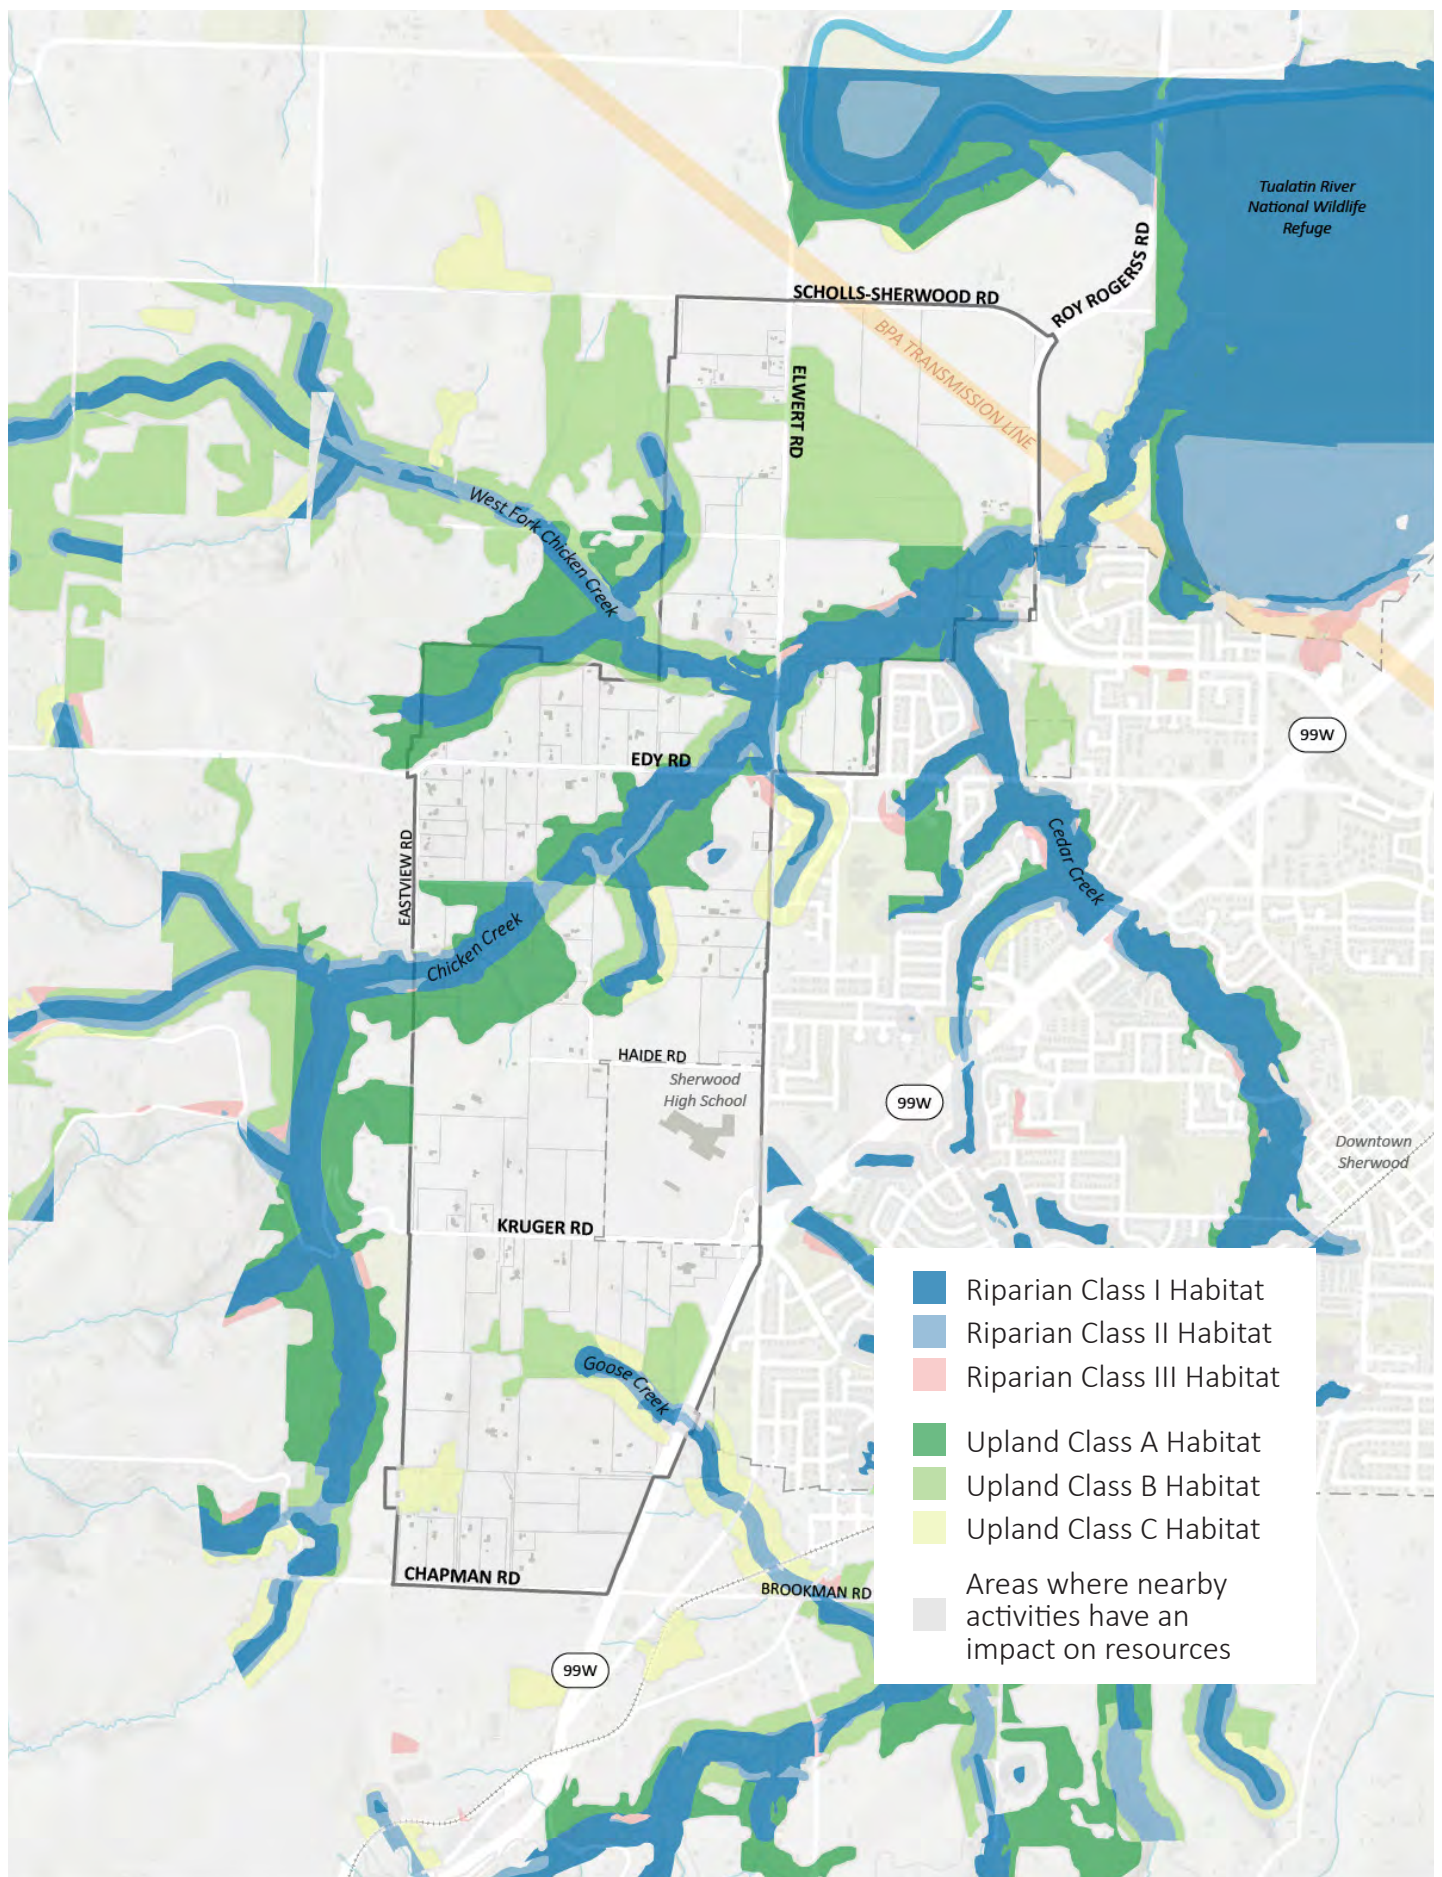 Tualatin River
National Wildlife
Refuge
SCHOLLS-SHERWOOD RD
ROY ROGERSS RD
BPA TRANSMISSION LINE
ELWERT RD
West Fork Chicken Creek
99W
EDY RD
EASTVIEW RD
Cedar Creek
Chicken Creek
HAIDE RD
Sherwood
High School
99W
Downtown
Sherwood
KRUGER RD
Goose Creek
CHAPMAN RD
BROOKMAN RD
99W
Riparian Class I Habitat
Riparian Class II Habitat
Riparian Class III Habitat
Upland Class A Habitat
Upland Class B Habitat
Upland Class C Habitat
Areas where nearby
activities have an
impact on resources